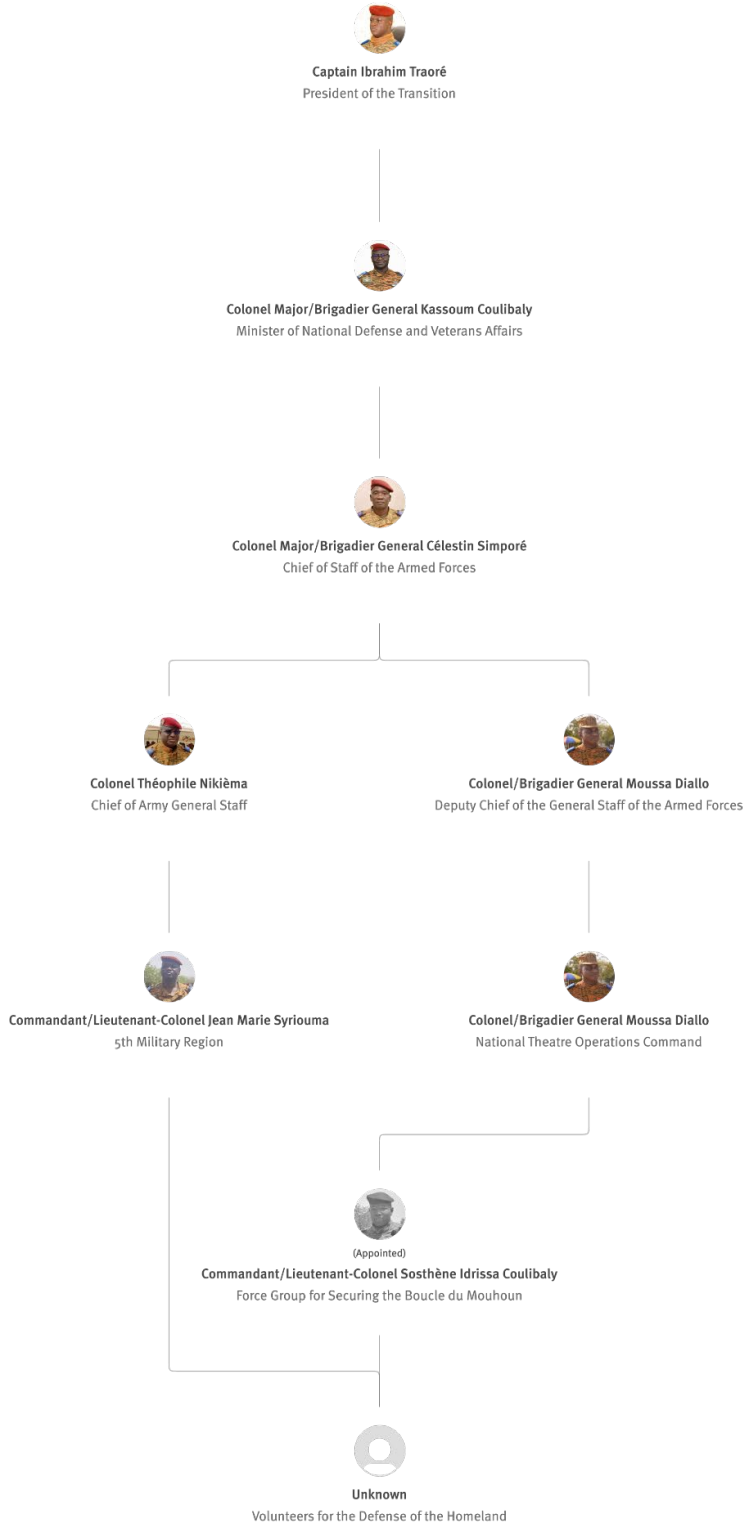 Captain Ibrahim Traoré
President of the Transition
Colonel Major/Brigadier General Kassoum Coulibaly
Minister of National Defense and Veterans Affairs
Colonel Major/Brigadier General Célestin Simporé
Chief of Staff of the Armed Forces
Colonel Théophile Nikièma
Chief of Army General Staff
Colonel/Brigadier General Moussa Diallo
Deputy Chief of the General Staff of the Armed Forces
Commandant/Lieutenant-Colonel Jean Marie Syriouma
5th Military Region
Colonel/Brigadier General Moussa Diallo
National Theatre Operations Command
(Appointed)
Commandant/Lieutenant-Colonel Sosthène Idrissa Coulibaly
Force Group for Securing the Boucle du Mouhoun
Unknown
Volunteers for the Defense of the Homeland